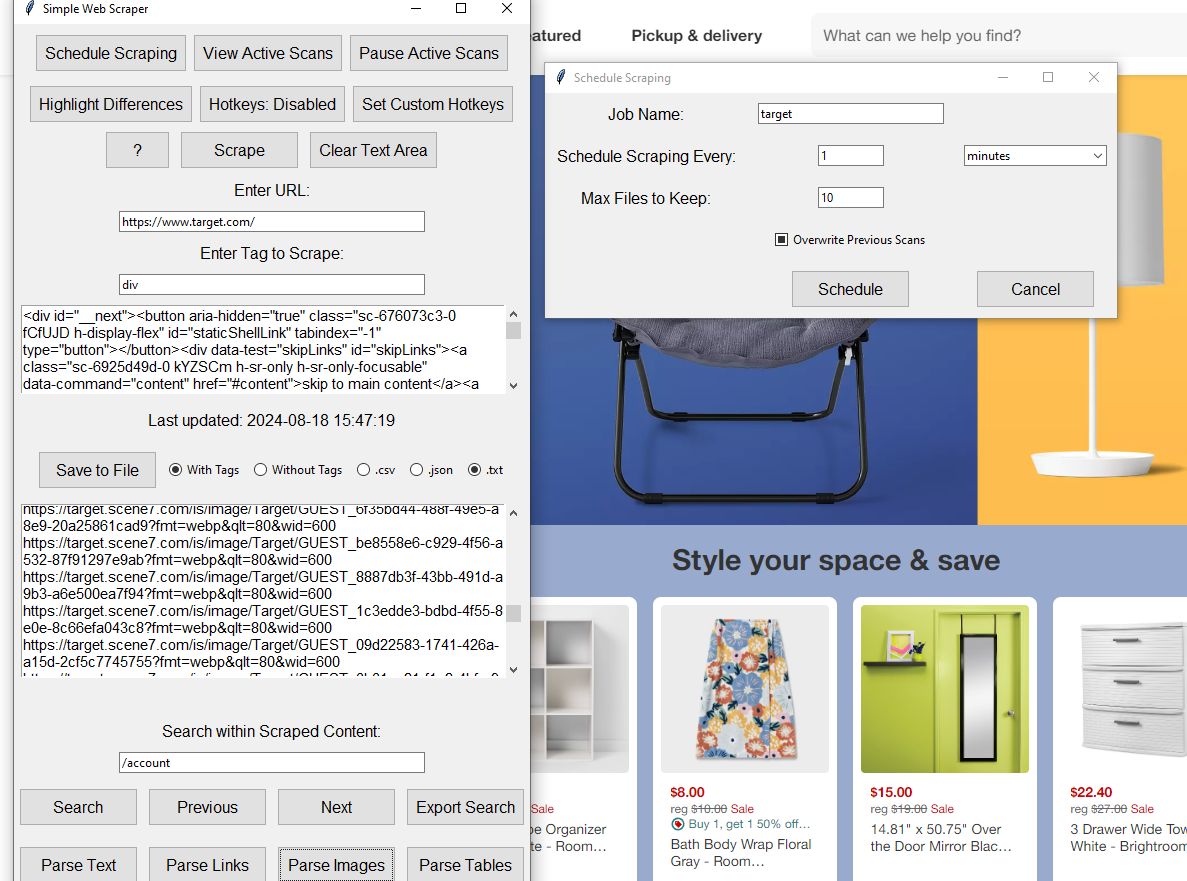 Simple Web Scraper
Schedule Scraping
View Active Scans
Pause Active Scans
Highlight Differences
Hotkeys: Disabled
Set Custom Hotkeys
?
Scrape
Clear Text Area
Enter URL:
https://www.target.com/
Enter Tag to Scrape:
div
<div id="__next"><button aria-hidden="true" class="sc-676073c3-0
fCfUJD h-display-flex" id="staticShellLink" tabindex="-1"
type="button"></button><div data-test="skipLinks" id="skipLinks"><a
class="sc-6925d49d-0 kYZSCm h-sr-only h-sr-only-focusable"
data-command="content" href="#content">skip to main content</a><a
Last updated: 2024-08-18 15:47:19
Save to File
With Tags
Without Tags
.csv
.json
.txt
https://target.scene7.com/is/image/Target/GUEST_6f35bd44-488f-49e5-a
8e9-20a25861cad9?fmt=webp&qlt=80&wid=600
https://target.scene7.com/is/image/Target/GUEST_be8558e6-c929-4f56-a
532-87f91297e9ab?fmt=webp&qlt=80&wid=600
https://target.scene7.com/is/image/Target/GUEST_8887db3f-43bb-491d-a
9b3-a6e500ea7f94?fmt=webp&qlt=80&wid=600
https://target.scene7.com/is/image/Target/GUEST_1c3edde3-bdbd-4f55-8
e0e-8c66efa043c8?fmt=webp&qlt=80&wid=600
https://target.scene7.com/is/image/Target/GUEST_09d22583-1741-426a-
a15d-2cf5c7745755?fmt=webp&qlt=80&wid=600
Search within Scraped Content:
/account
Search
Previous
Next
Export Search
Parse Text
Parse Links
Parse Images
Parse Tables
eatured
Pickup & delivery
What can we help you find?
Schedule Scraping
Job Name:
target
Schedule Scraping Every:
1
minutes
Max Files to Keep:
10
Overwrite Previous Scans
Schedule
Cancel
Style your space & save
Sale
be Organizer
te - Room…
$8.00
reg $10.00 Sale
Buy 1, get 1 50% off…
Bath Body Wrap Floral
Gray - Room…
$15.00
reg $19.00 Sale
14.81" x 50.75" Over
the Door Mirror Blac…
$22.40
reg $27.00 Sale
3 Drawer Wide Tow
White - Brightroom